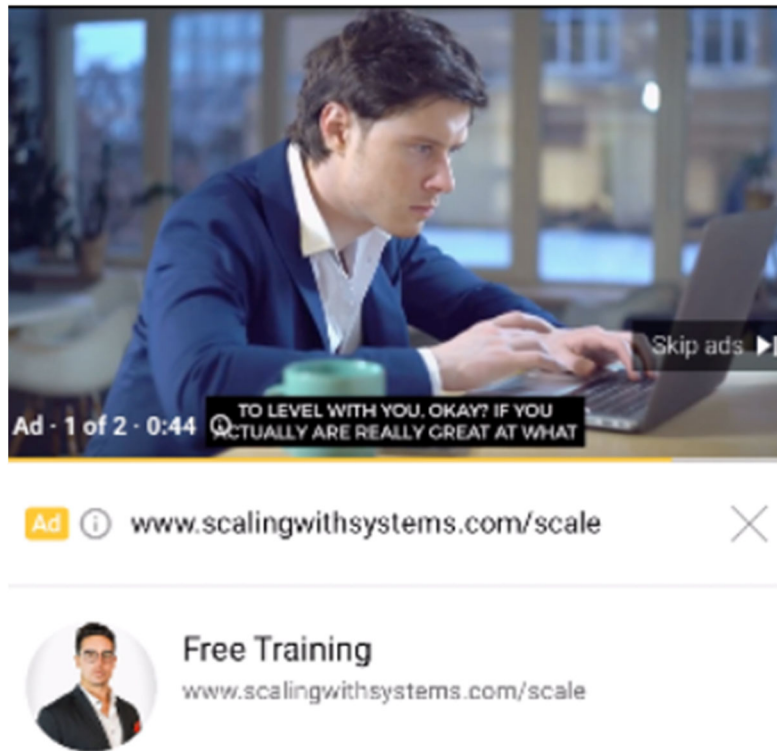 Skip ads
TO LEVEL WITH YOU, OKAY? IF YOU
Ad · 1 of 2 · 0:44
ACTUALLY ARE REALLY GREAT AT WHAT
Ad
www.scalingwithsystems.com/scale
Free Training
www.scalingwithsystems.com/scale